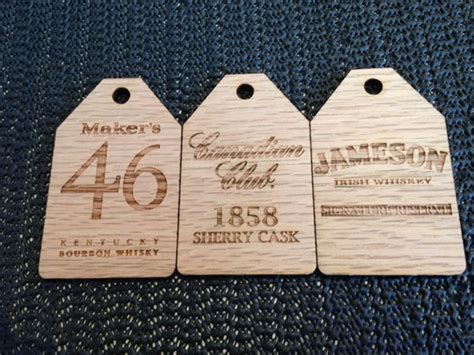 Maker's
46
KENTUCKY
BOURBON WHISKY
Canadian
Club.
1858
SHERRY CASK
JAMESON
IRISH WHISKEY
SIGNATURE RESERVE